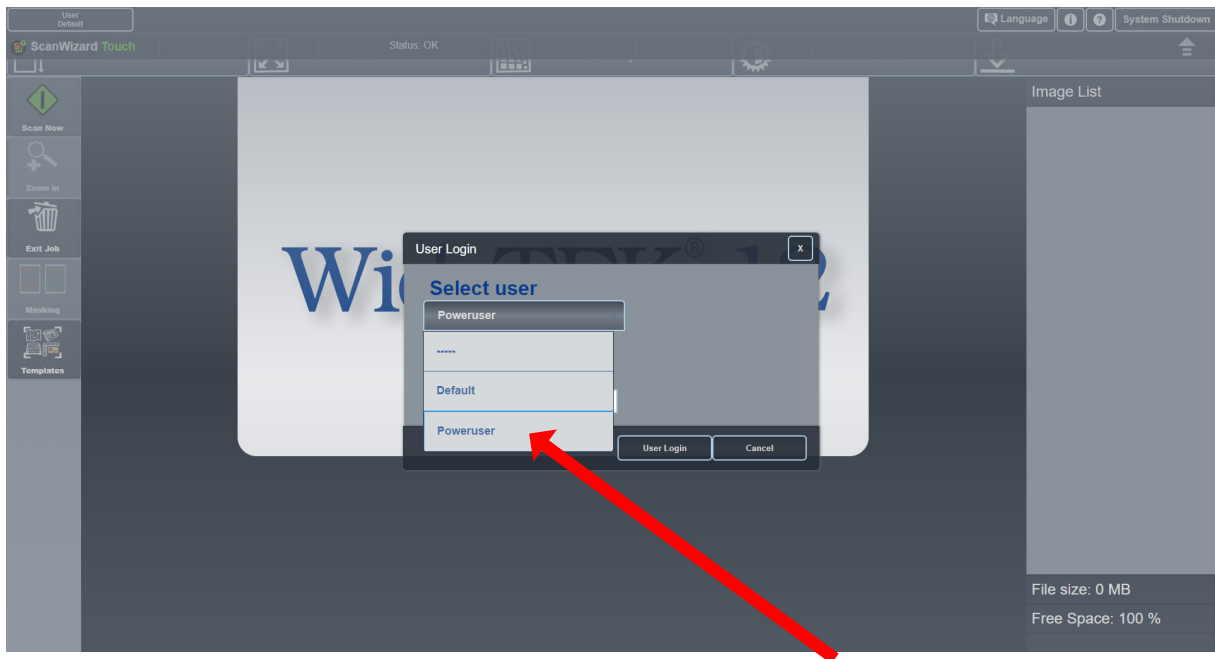 User
Default
Language
i
?
System Shutdown
ScanWizard Touch
Status: OK
Scan Now
Zoom in
Exit Job
Masking
Templates
Image List
User Login
x
Select user
Poweruser
-----
Default
Poweruser
User Login
Cancel
File size: 0 MB
Free Space: 100 %